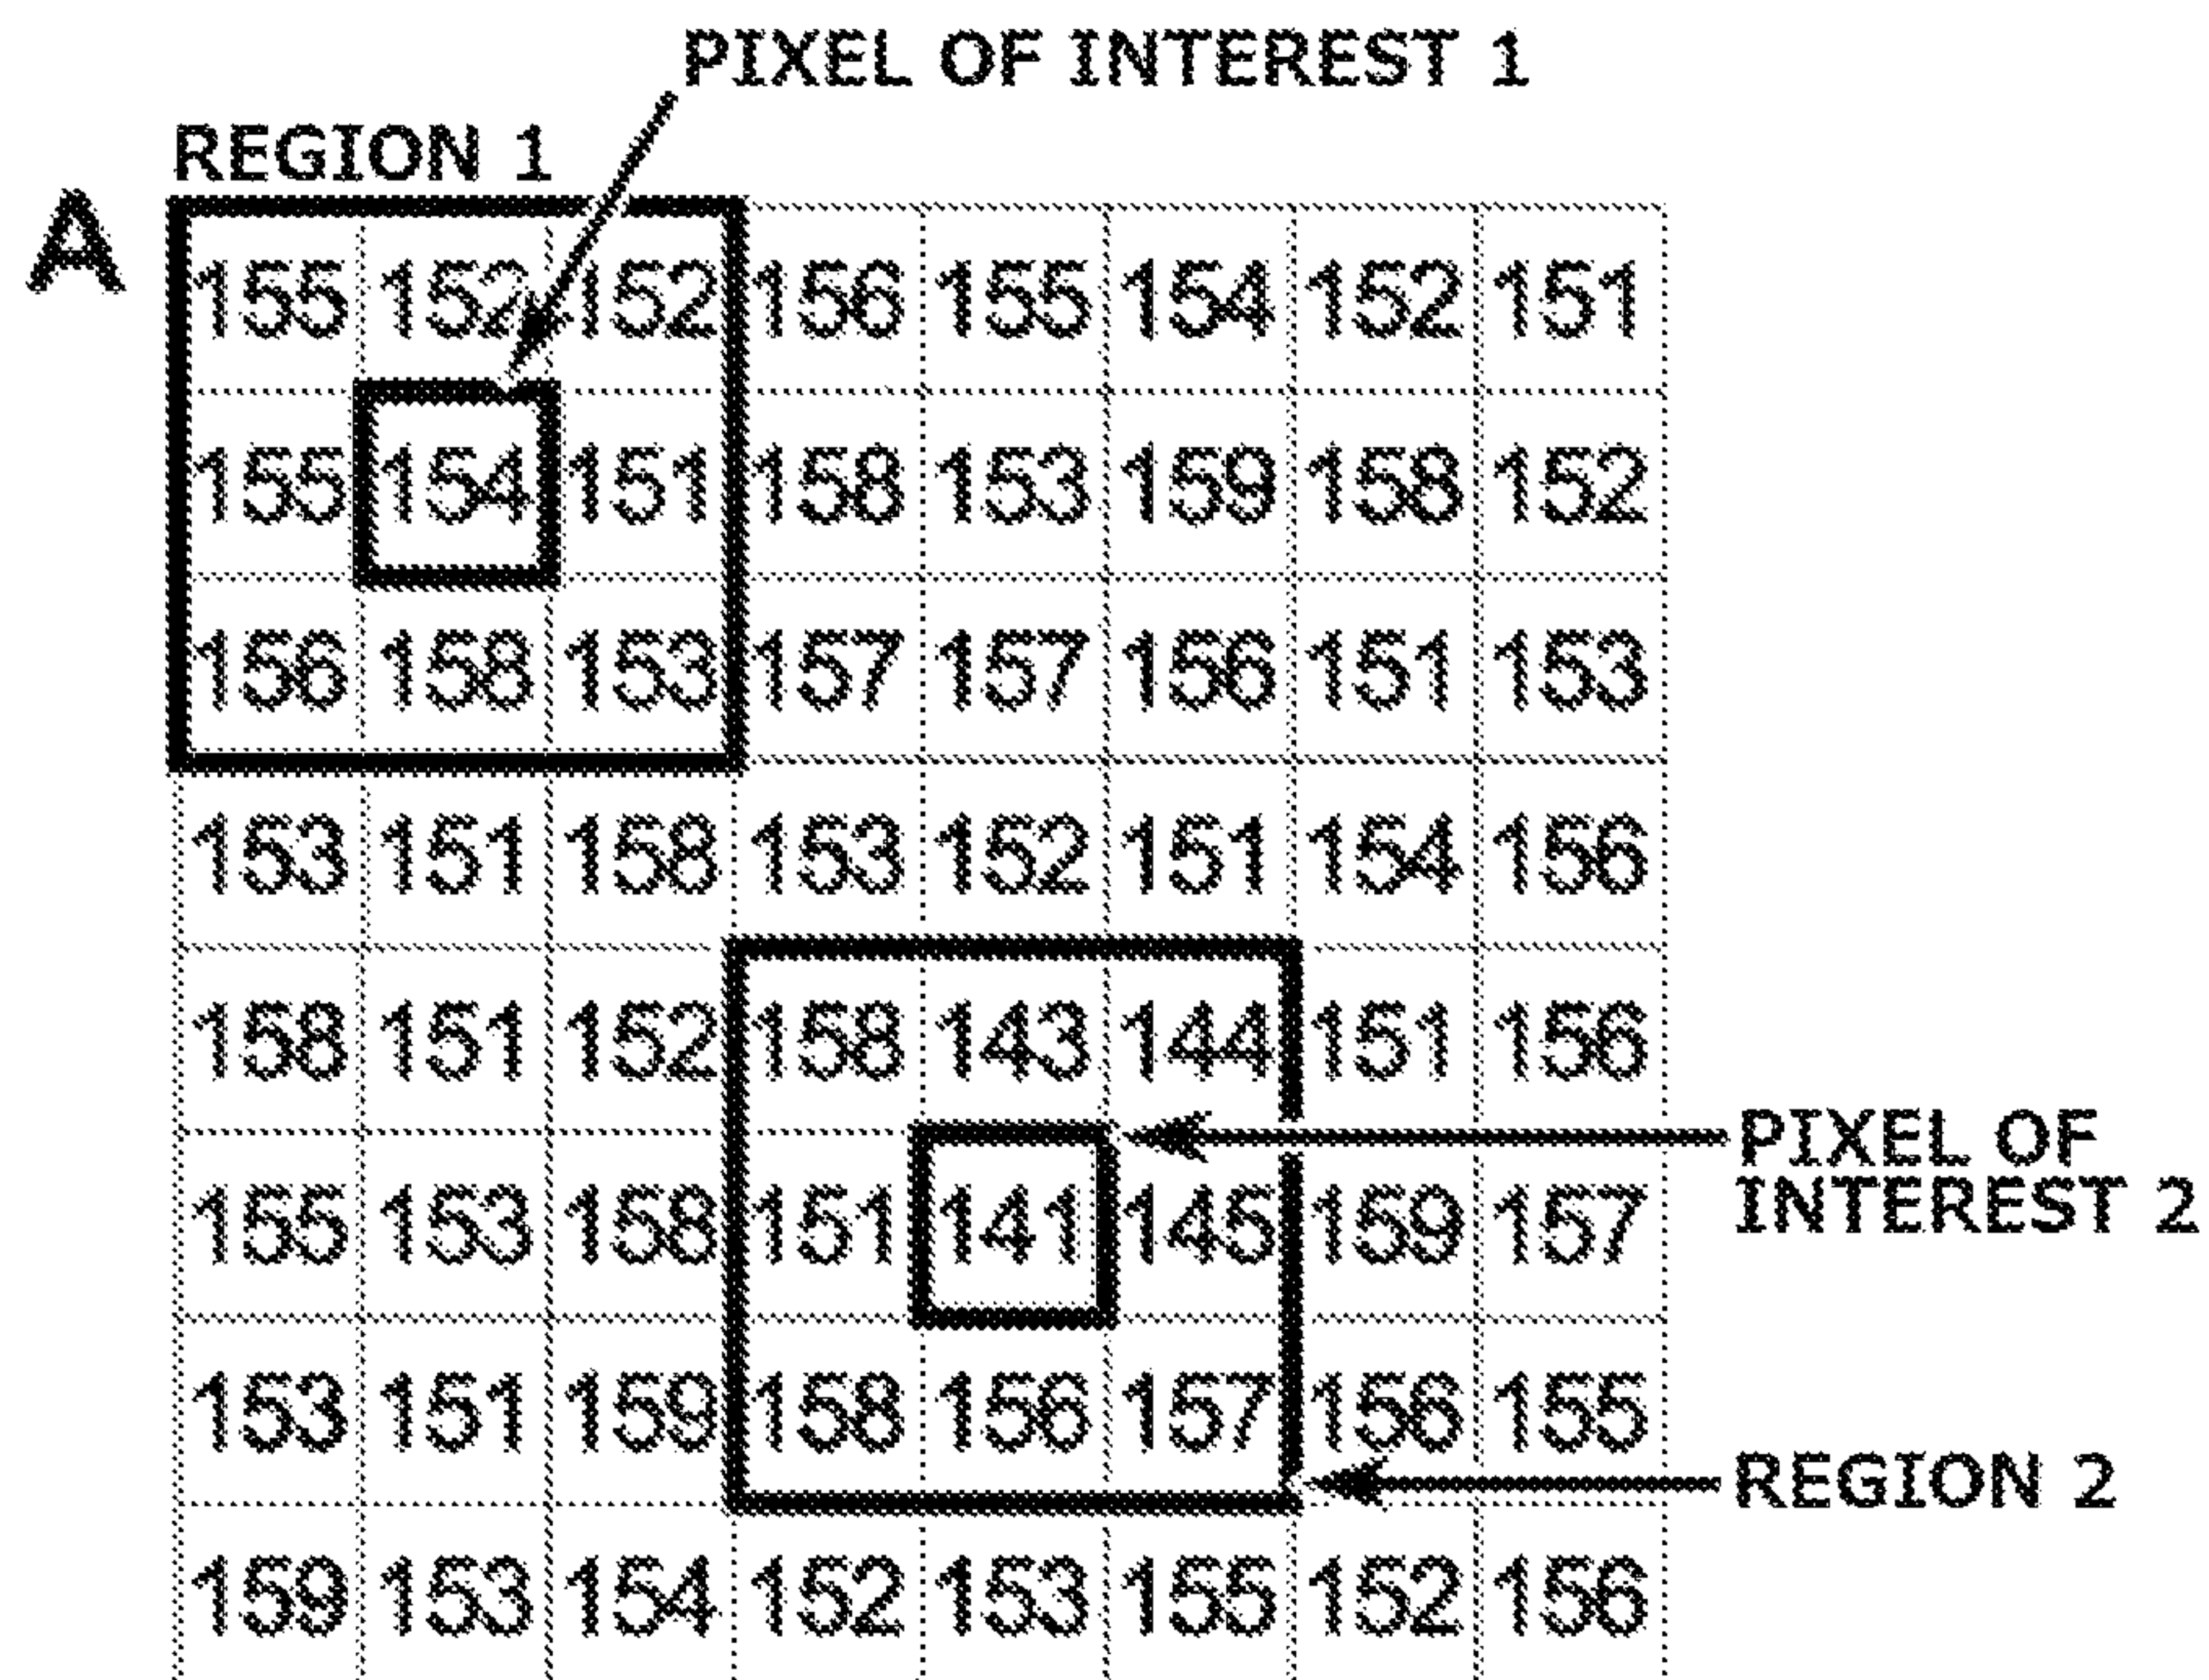 PIXEL OF INTEREST 1
REGION 1
A
155 152 152 156 155 154 152 151
155 154 151 158 153 159 158 152
156 158 153 157 157 156 151 153
153 151 158 153 152 151 154 156
158 151 152 158 143 144 151 156
155 153 158 151 141 145 159 157
PIXEL OF
INTEREST 2
153 151 159 158 156 157 156 155
REGION 2
159 153 154 152 153 155 152 156